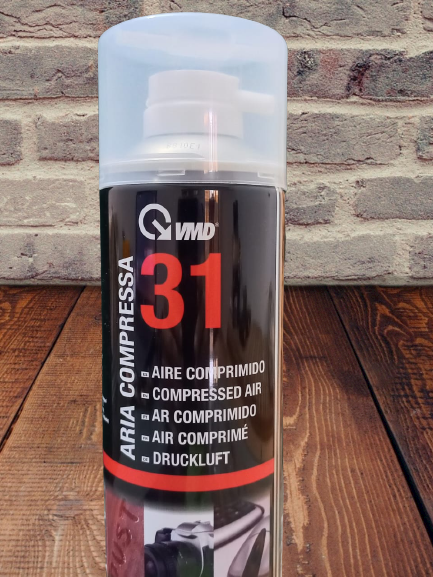 VMD
31
ARIA COMPRESSA
AIRE COMPRIMIDO
COMPRESSED AIR
AR COMPRIMIDO
AIR COMPRIMÉ
DRUCKLUFT